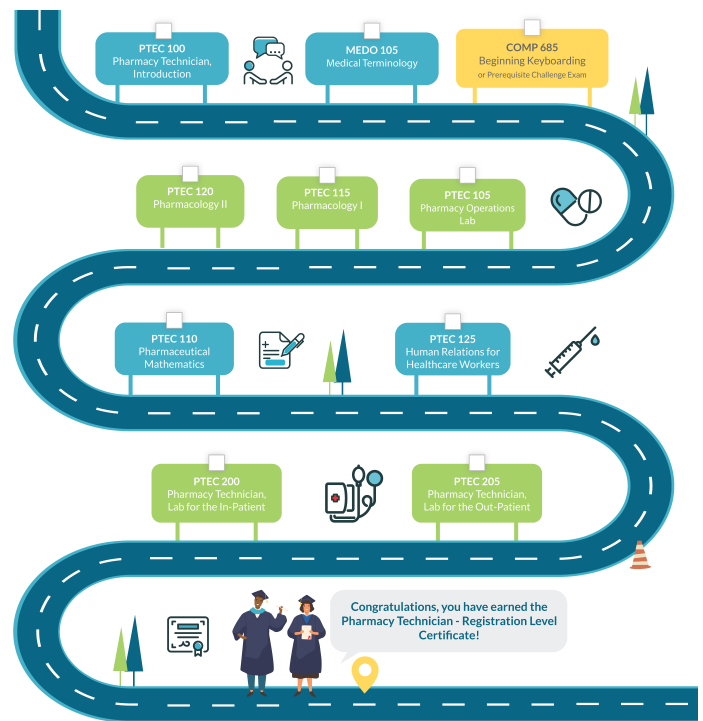 PTEC 100
Pharmacy Technician,
Introduction
MEDO 105
Medical Terminology
COMP 685
Beginning Keyboarding
or Prerequisite Challenge Exam
PTEC 120
Pharmacology II
PTEC 115
Pharmacology I
PTEC 105
Pharmacy Operations
Lab
PTEC 110
Pharmaceutical
Mathematics
PTEC 125
Human Relations for
Healthcare Workers
PTEC 200
Pharmacy Technician,
Lab for the In-Patient
PTEC 205
Pharmacy Technician,
Lab for the Out-Patient
Congratulations, you have earned the
Pharmacy Technician - Registration Level
Certificate!